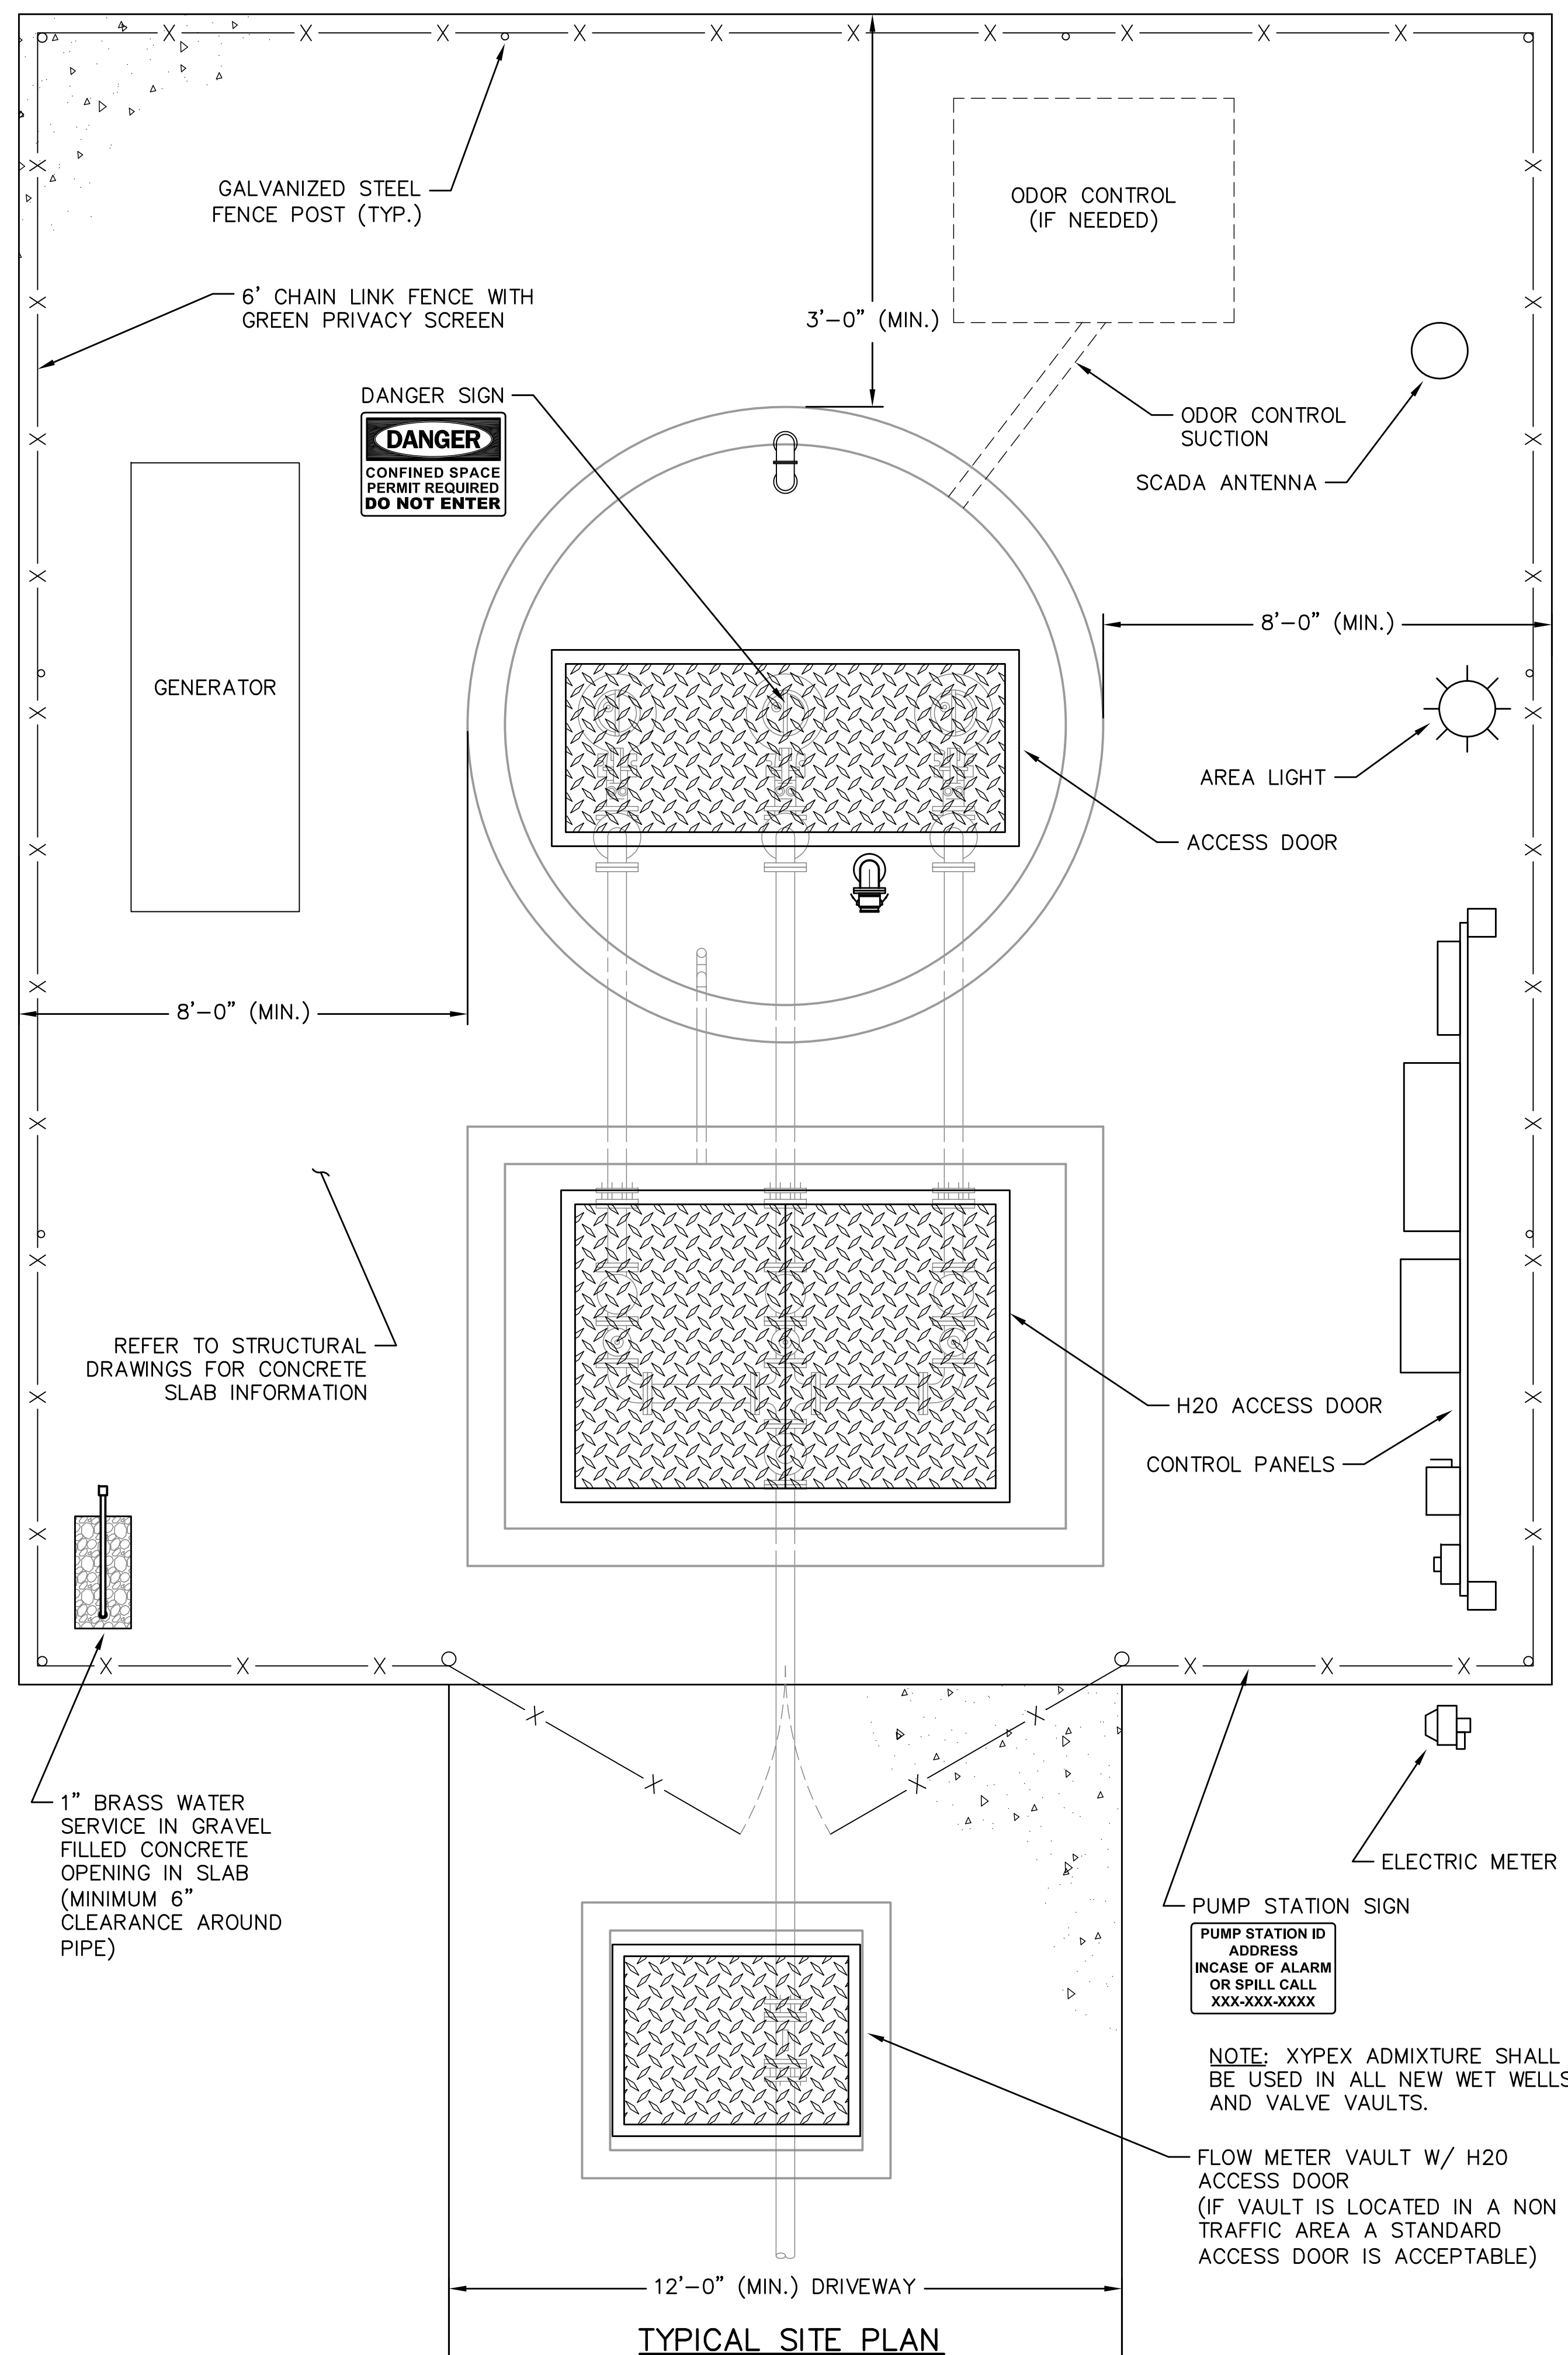 GALVANIZED STEEL
FENCE POST (TYP.)
ODOR CONTROL
(IF NEEDED)
6' CHAIN LINK FENCE WITH
GREEN PRIVACY SCREEN
3'-0" (MIN.)
DANGER SIGN
DANGER
CONFINED SPACE
PERMIT REQUIRED
DO NOT ENTER
ODOR CONTROL
SUCTION
SCADA ANTENNA
8'-0" (MIN.)
GENERATOR
AREA LIGHT
ACCESS DOOR
8'-0" (MIN.)
REFER TO STRUCTURAL
DRAWINGS FOR CONCRETE
SLAB INFORMATION
H20 ACCESS DOOR
CONTROL PANELS
1" BRASS WATER
SERVICE IN GRAVEL
FILLED CONCRETE
OPENING IN SLAB
(MINIMUM 6"
CLEARANCE AROUND
PIPE)
ELECTRIC METER
PUMP STATION SIGN
PUMP STATION ID
ADDRESS
INCASE OF ALARM
OR SPILL CALL
XXX-XXX-XXXX
NOTE: XYPEX ADMIXTURE SHALL
BE USED IN ALL NEW WET WELLS
AND VALVE VAULTS.
FLOW METER VAULT W/ H20
ACCESS DOOR
(IF VAULT IS LOCATED IN A NON
TRAFFIC AREA A STANDARD
ACCESS DOOR IS ACCEPTABLE)
12'-0" (MIN.) DRIVEWAY
TYPICAL SITE PLAN